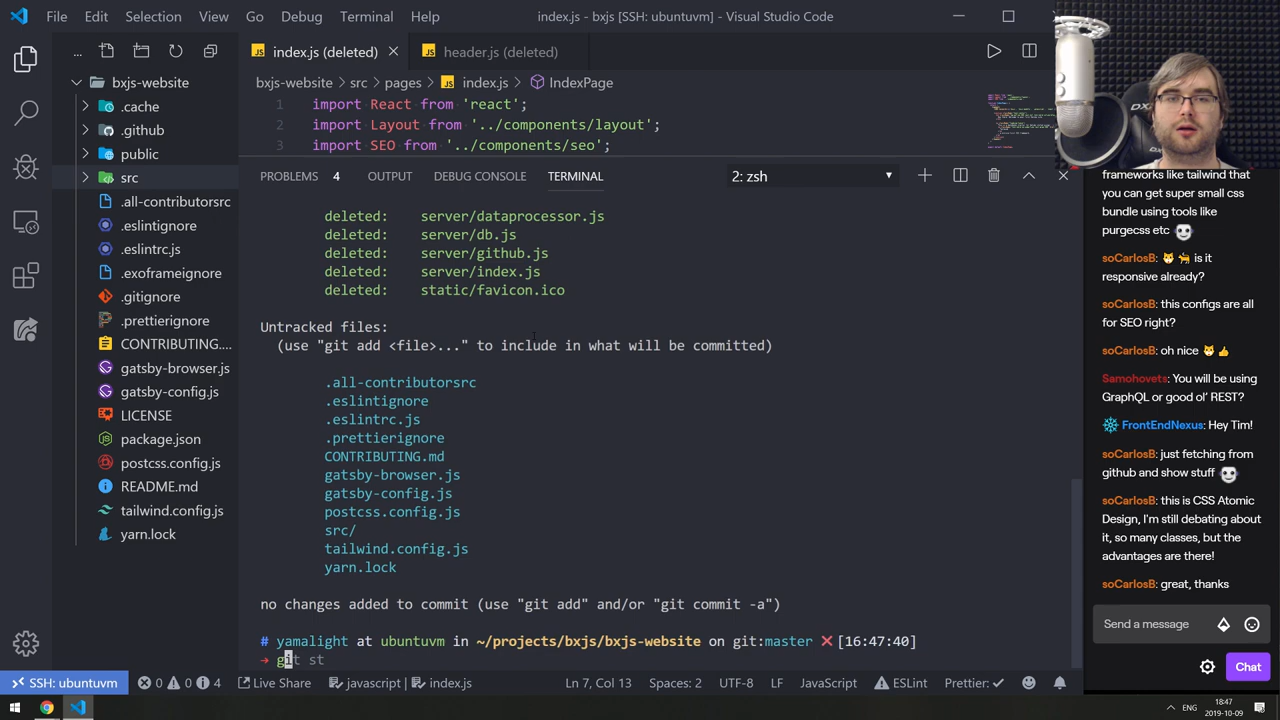 File Edit Selection View Go Debug Terminal Help
index.js - bxjs [SSH: ubuntuvm] - Visual Studio Code
...
index.js (deleted)
header.js (deleted)
bxjs-website
.cache
.github
public
src
.all-contributorsrc
.eslintignore
.eslintrc.js
.exoframeignore
.gitignore
.prettierignore
CONTRIBUTING....
gatsby-browser.js
gatsby-config.js
LICENSE
package.json
postcss.config.js
README.md
tailwind.config.js
yarn.lock
bxjs-website > src > pages > index.js > IndexPage
1 import React from 'react';
2 import Layout from '../components/layout';
3 import SEO from '../components/seo';
PROBLEMS 4 OUTPUT DEBUG CONSOLE TERMINAL
2: zsh
deleted: server/dataprocessor.js
deleted: server/db.js
deleted: server/github.js
deleted: server/index.js
deleted: static/favicon.ico
Untracked files:
(use "git add <file>..." to include in what will be committed)
.all-contributorsrc
.eslintignore
.eslintrc.js
.prettierignore
CONTRIBUTING.md
gatsby-browser.js
gatsby-config.js
postcss.config.js
src/
tailwind.config.js
yarn.lock
no changes added to commit (use "git add" and/or "git commit -a")
# yamalight at ubuntuvm in ~/projects/bxjs/bxjs-website on git:master ❌ [16:47:40]
→ git st
SSH: ubuntuvm
0 0 4
Live Share
javascript | index.js
Ln 7, Col 13
Spaces: 2
UTF-8
LF
JavaScript
ESLint
Prettier: ✓
frameworks like tailwind that
you can get super small css
bundle using tools like
purgecss etc
soCarlosB: is it
responsive already?
soCarlosB: this configs are all
for SEO right?
soCarlosB: oh nice
Samohovets: You will be using
GraphQL or good ol’ REST?
FrontEndNexus: Hey Tim!
soCarlosB: just fetching from
github and show stuff
soCarlosB: this is CSS Atomic
Design, I'm still debating about
it, so many classes, but the
advantages are there!
soCarlosB: great, thanks
Send a message
Chat
ENG
18:47
2019-10-09